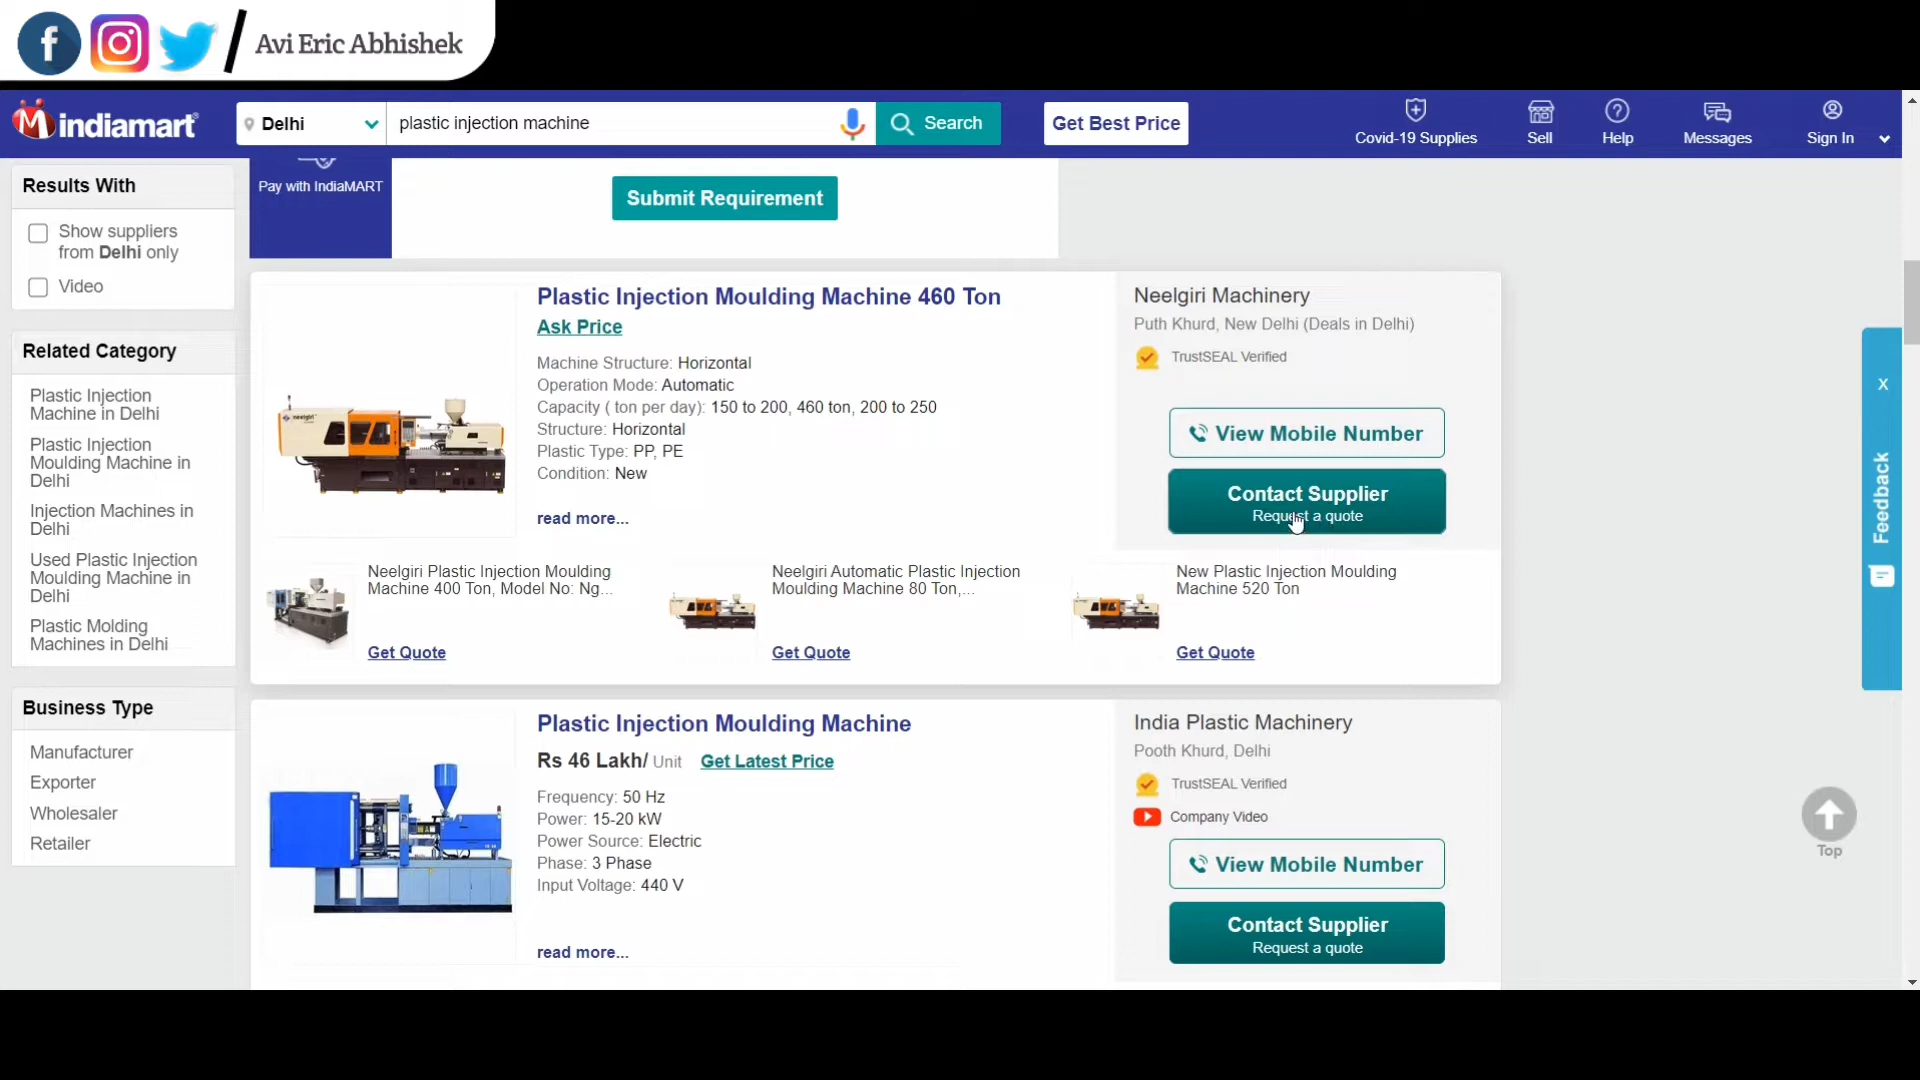 Avi Eric Abhishek
indiamart
Delhi
plastic injection machine
Search
Get Best Price
Covid-19 Supplies
Sell
Help
Messages
Sign In
Results With
Show suppliers
from Delhi only
Video
Related Category
Plastic Injection
Machine in Delhi
Plastic Injection
Moulding Machine in
Delhi
Injection Machines in
Delhi
Used Plastic Injection
Moulding Machine in
Delhi
Plastic Molding
Machines in Delhi
Business Type
Manufacturer
Exporter
Wholesaler
Retailer
Pay with IndiaMART
Submit Requirement
Plastic Injection Moulding Machine 460 Ton
Ask Price
Machine Structure: Horizontal
Operation Mode: Automatic
Capacity ( ton per day): 150 to 200, 460 ton, 200 to 250
Structure: Horizontal
Plastic Type: PP, PE
Condition: New
read more...
Neelgiri Machinery
Puth Khurd, New Delhi (Deals in Delhi)
TrustSEAL Verified
View Mobile Number
Contact Supplier
Request a quote
Neelgiri Plastic Injection Moulding
Machine 400 Ton, Model No: Ng...
Get Quote
Neelgiri Automatic Plastic Injection
Moulding Machine 80 Ton,...
Get Quote
New Plastic Injection Moulding
Machine 520 Ton
Get Quote
Plastic Injection Moulding Machine
Rs 46 Lakh/ Unit Get Latest Price
Frequency: 50 Hz
Power: 15-20 kW
Power Source: Electric
Phase: 3 Phase
Input Voltage: 440 V
read more...
India Plastic Machinery
Pooth Khurd, Delhi
TrustSEAL Verified
Company Video
View Mobile Number
Contact Supplier
Request a quote
X
Feedback
Top